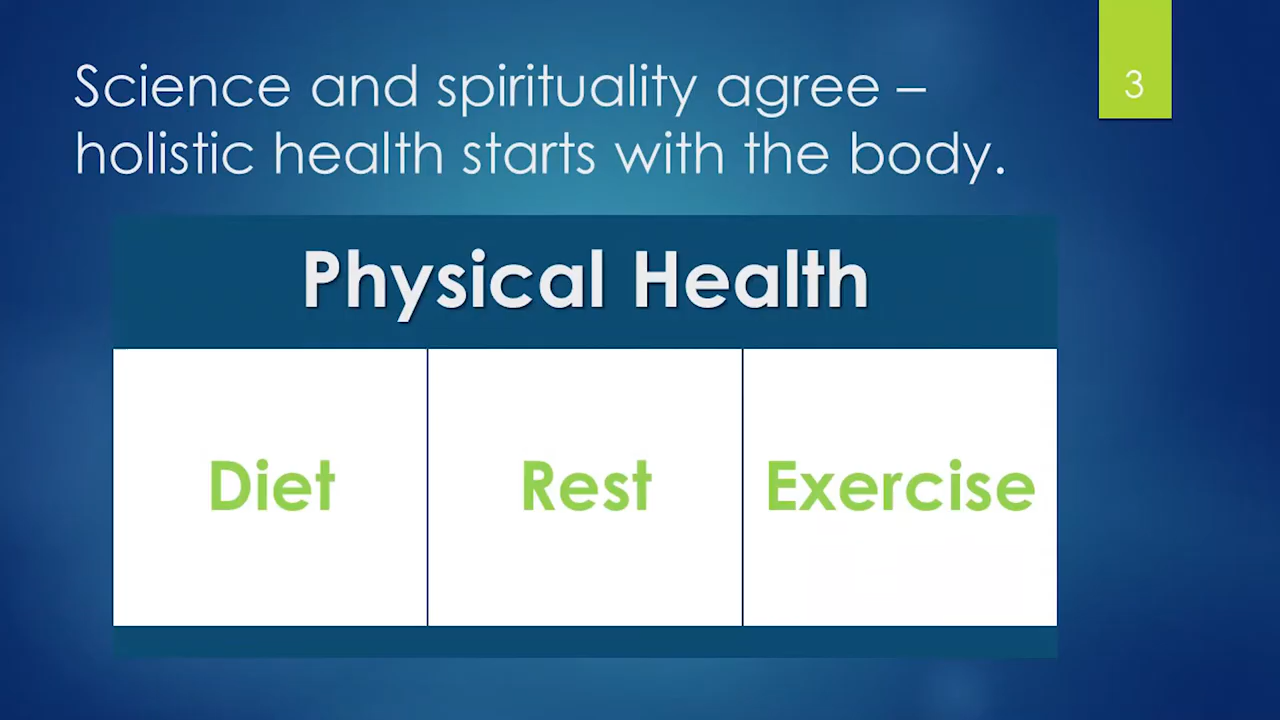 Science and spirituality agree –
holistic health starts with the body.
3
Physical Health
Diet
Rest
Exercise